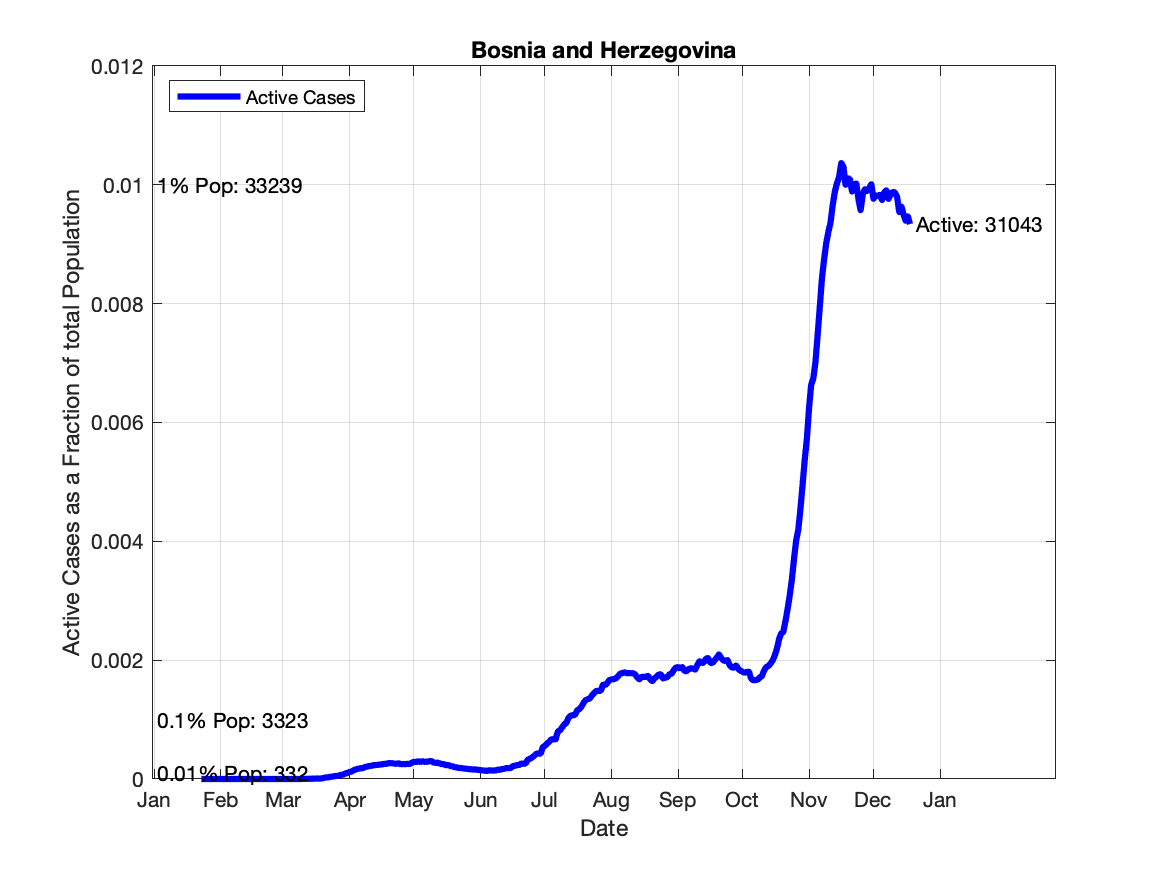 Bosnia and Herzegovina
Active Cases
Active Cases as a Fraction of total Population
0.012
0.01
0.008
0.006
0.004
0.002
0
1% Pop: 33239
0.1% Pop: 3323
0.01% Pop: 332
Active: 31043
Jan Feb Mar Apr May Jun Jul Aug Sep Oct Nov Dec Jan
Date